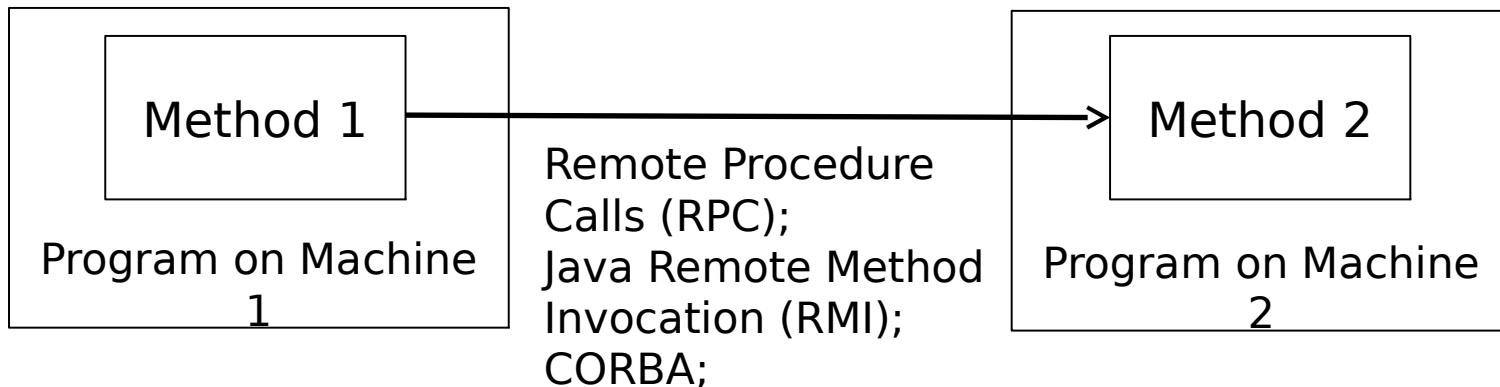 Method 1
Program on Machine
1
Remote Procedure
Calls (RPC);
Java Remote Method
Invocation (RMI);
CORBA;
Method 2
Program on Machine
2